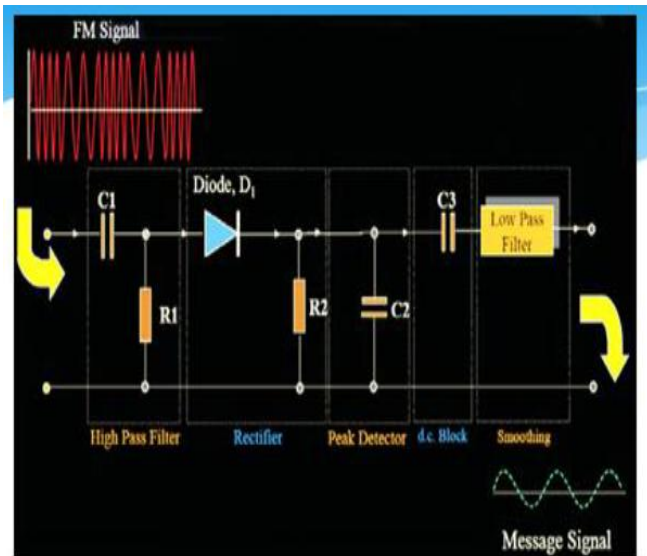 FM Signal
Diode, D1
C1
C3
Low Pass
Filter
R1
R2
C2
High Pass Filter
Rectifier
Peak Detector
d.c. Block
Smoothing
Message Signal